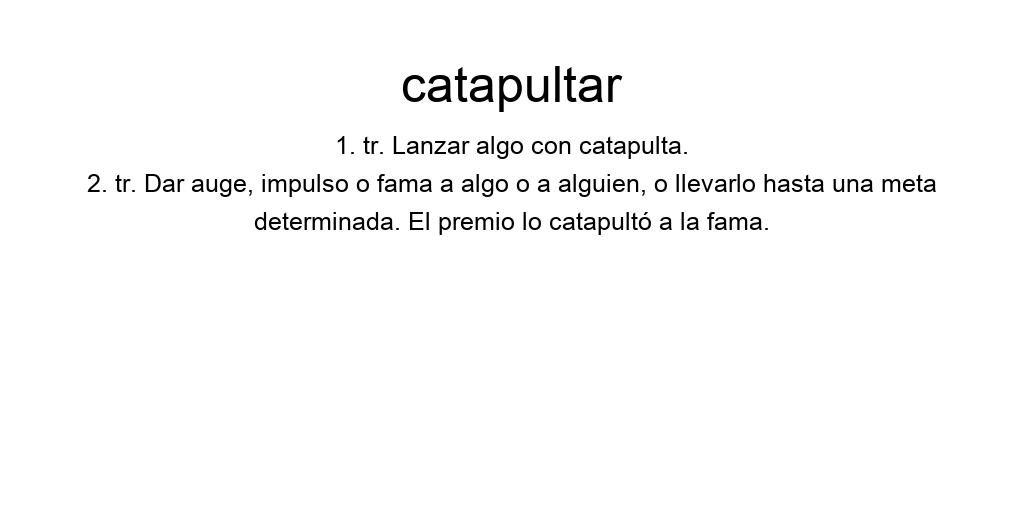 catapultar
1. tr. Lanzar algo con catapulta.
2. tr. Dar auge, impulso o fama a algo o a alguien, o llevarlo hasta una meta
determinada. El premio lo catapultó a la fama.